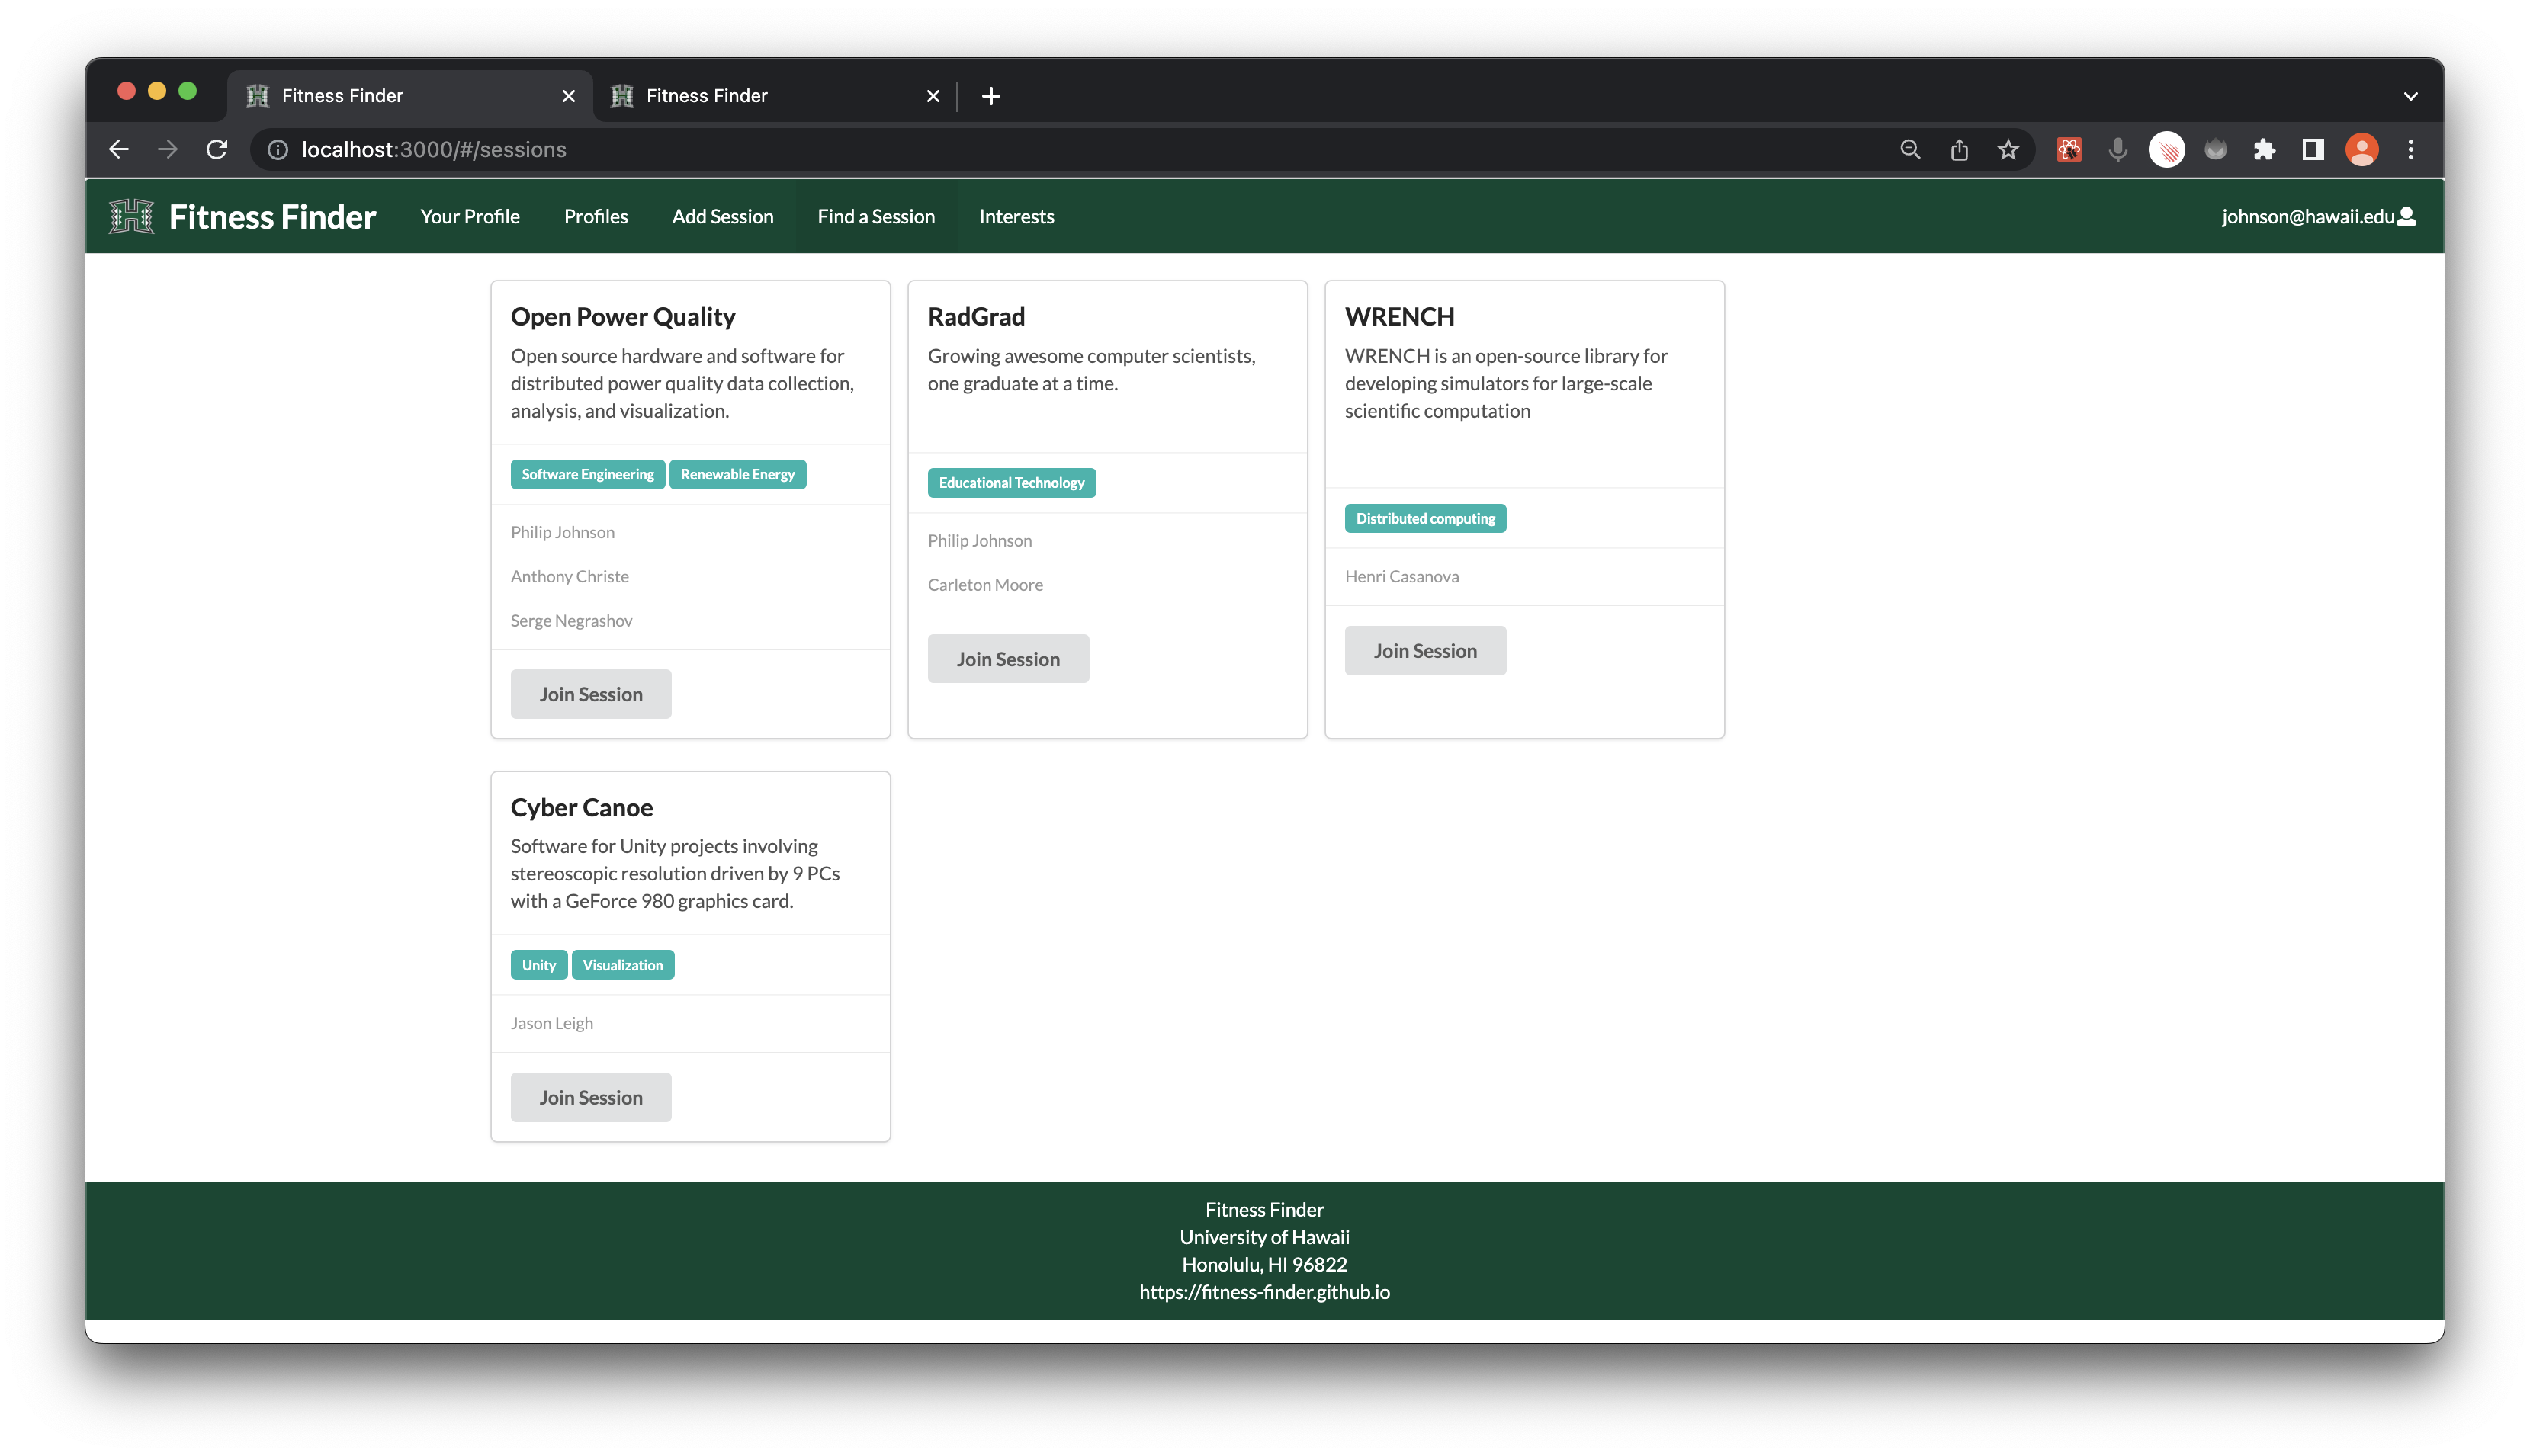 Fitness Finder
Fitness Finder
localhost:3000/#/sessions
Fitness Finder
Your Profile
Profiles
Add Session
Find a Session
Interests
johnson@hawaii.edu
Open Power Quality
Open source hardware and software for
distributed power quality data collection,
analysis, and visualization.
Software Engineering
Renewable Energy
Philip Johnson
Anthony Christe
Serge Negrashov
Join Session
RadGrad
Growing awesome computer scientists,
one graduate at a time.
Educational Technology
Philip Johnson
Carleton Moore
Join Session
WRENCH
WRENCH is an open-source library for
developing simulators for large-scale
scientific computation
Distributed computing
Henri Casanova
Join Session
Cyber Canoe
Software for Unity projects involving
stereoscopic resolution driven by 9 PCs
with a GeForce 980 graphics card.
Unity
Visualization
Jason Leigh
Join Session
Fitness Finder
University of Hawaii
Honolulu, HI 96822
https://fitness-finder.github.io